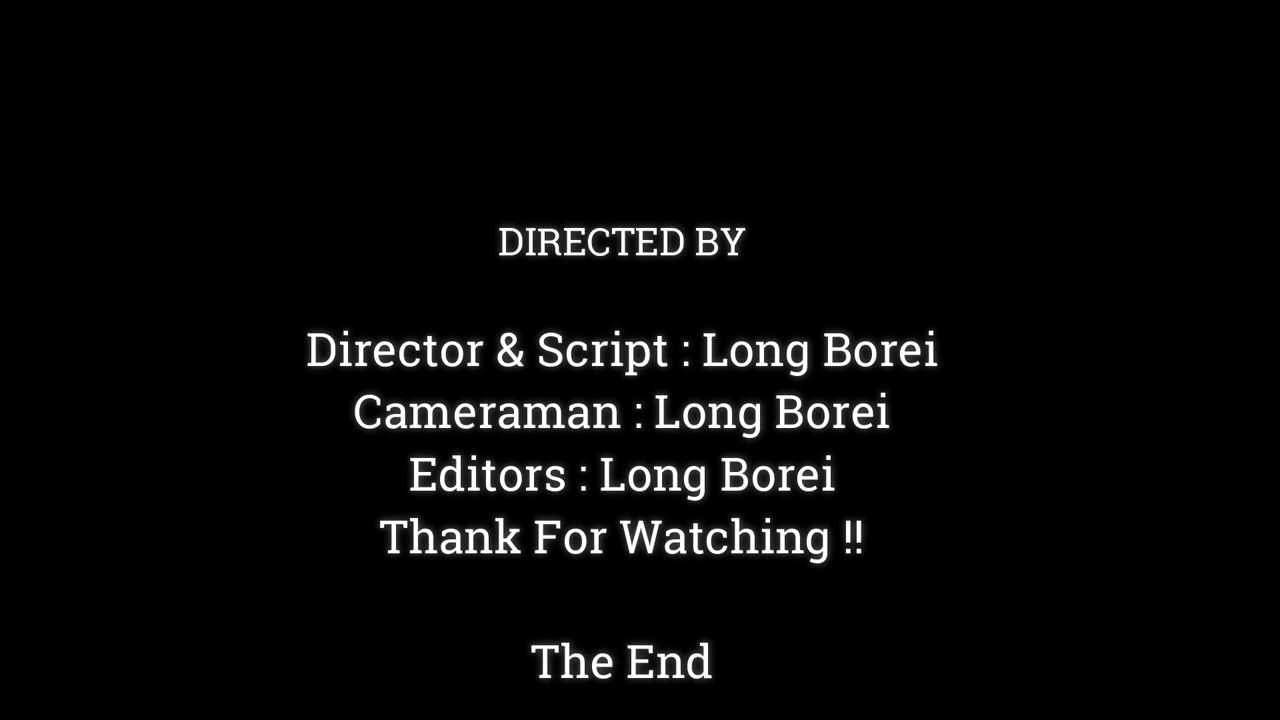 DIRECTED BY
Director & Script : Long Borei
Cameraman : Long Borei
Editors : Long Borei
Thank For Watching !!
The End